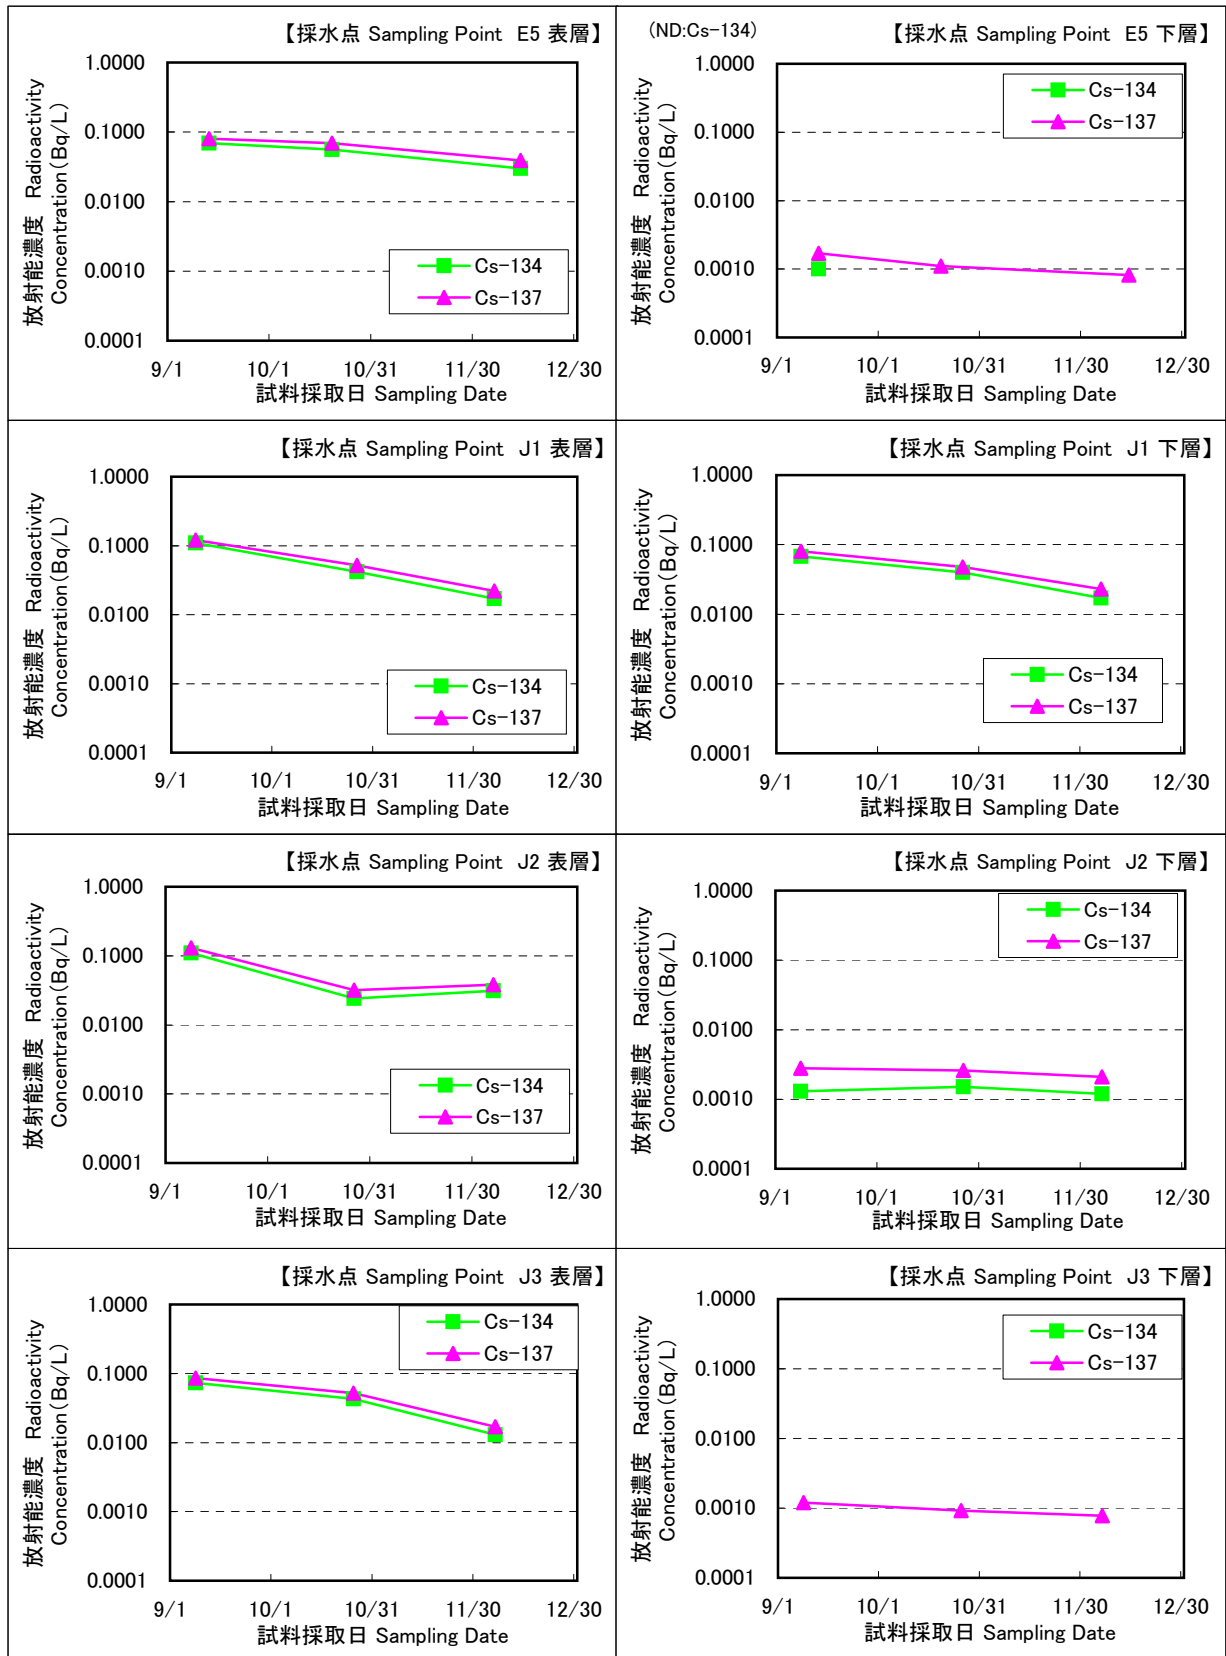 【採水点 Sampling Point E5 表層】
放射能濃度 Radioactivity
Concentration(Bq/L)
1.0000
0.1000
0.0100
0.0010
0.0001
Cs-134
Cs-137
9/1 10/1 10/31 11/30 12/30
試料採取日 Sampling Date
(ND:Cs-134)
【採水点 Sampling Point E5 下層】
放射能濃度 Radioactivity
Concentration(Bq/L)
1.0000
0.1000
0.0100
0.0010
0.0001
Cs-134
Cs-137
9/1 10/1 10/31 11/30 12/30
試料採取日 Sampling Date
【採水点 Sampling Point J1 表層】
放射能濃度 Radioactivity
Concentration(Bq/L)
1.0000
0.1000
0.0100
0.0010
0.0001
Cs-134
Cs-137
9/1 10/1 10/31 11/30 12/30
試料採取日 Sampling Date
【採水点 Sampling Point J1 下層】
放射能濃度 Radioactivity
Concentration(Bq/L)
1.0000
0.1000
0.0100
0.0010
0.0001
Cs-134
Cs-137
9/1 10/1 10/31 11/30 12/30
試料採取日 Sampling Date
【採水点 Sampling Point J2 表層】
放射能濃度 Radioactivity
Concentration(Bq/L)
1.0000
0.1000
0.0100
0.0010
0.0001
Cs-134
Cs-137
9/1 10/1 10/31 11/30 12/30
試料採取日 Sampling Date
【採水点 Sampling Point J2 下層】
放射能濃度 Radioactivity
Concentration(Bq/L)
1.0000
0.1000
0.0100
0.0010
0.0001
Cs-134
Cs-137
9/1 10/1 10/31 11/30 12/30
試料採取日 Sampling Date
【採水点 Sampling Point J3 表層】
放射能濃度 Radioactivity
Concentration(Bq/L)
1.0000
0.1000
0.0100
0.0010
0.0001
Cs-134
Cs-137
9/1 10/1 10/31 11/30 12/30
試料採取日 Sampling Date
【採水点 Sampling Point J3 下層】
放射能濃度 Radioactivity
Concentration(Bq/L)
1.0000
0.1000
0.0100
0.0010
0.0001
Cs-134
Cs-137
9/1 10/1 10/31 11/30 12/30
試料採取日 Sampling Date